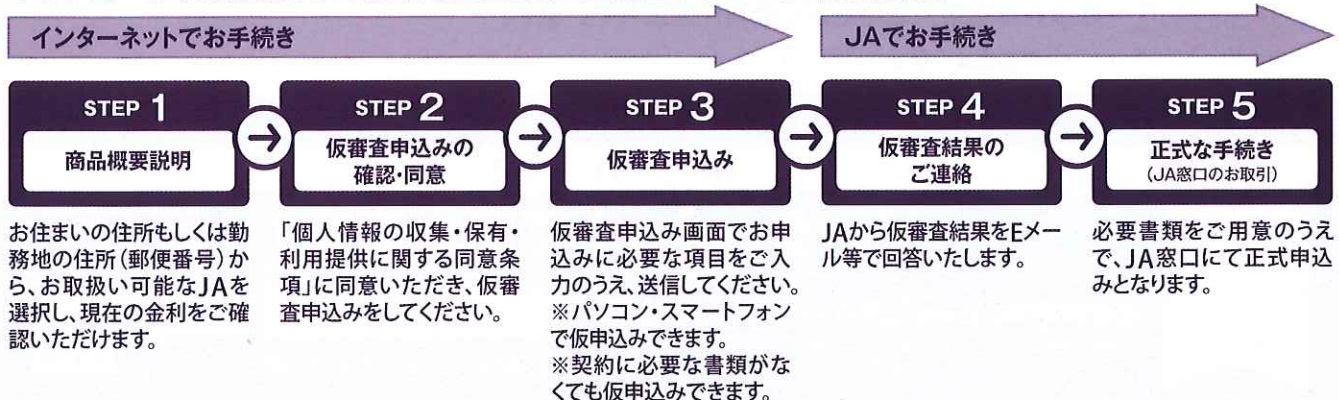 インターネットでお手続き
JAでお手続き
STEP 1
商品概要説明
お住まいの住所もしくは勤
務地の住所(郵便番号)か
ら、お取扱い可能なJAを
選択し、現在の金利をご確
認いただけます。
STEP 2
仮審査申込みの
確認・同意
「個人情報の収集・保有・
利用提供に関する同意条
項」に同意いただき、仮審
査申込みをしてください。
STEP 3
仮審査申込み
仮審査申込み画面でお申
込みに必要な項目をご入
力のうえ、送信してください。
※パソコン・スマートフォン
で仮申込みできます。
※契約に必要な書類がな
くても仮申込みできます。
STEP 4
仮審査結果の
ご連絡
JAから仮審査結果をEメー
ル等で回答いたします。
STEP 5
正式な手続き
(JA窓口のお取引)
必要書類をご用意のうえ
で、JA窓口にて正式申込
みとなります。